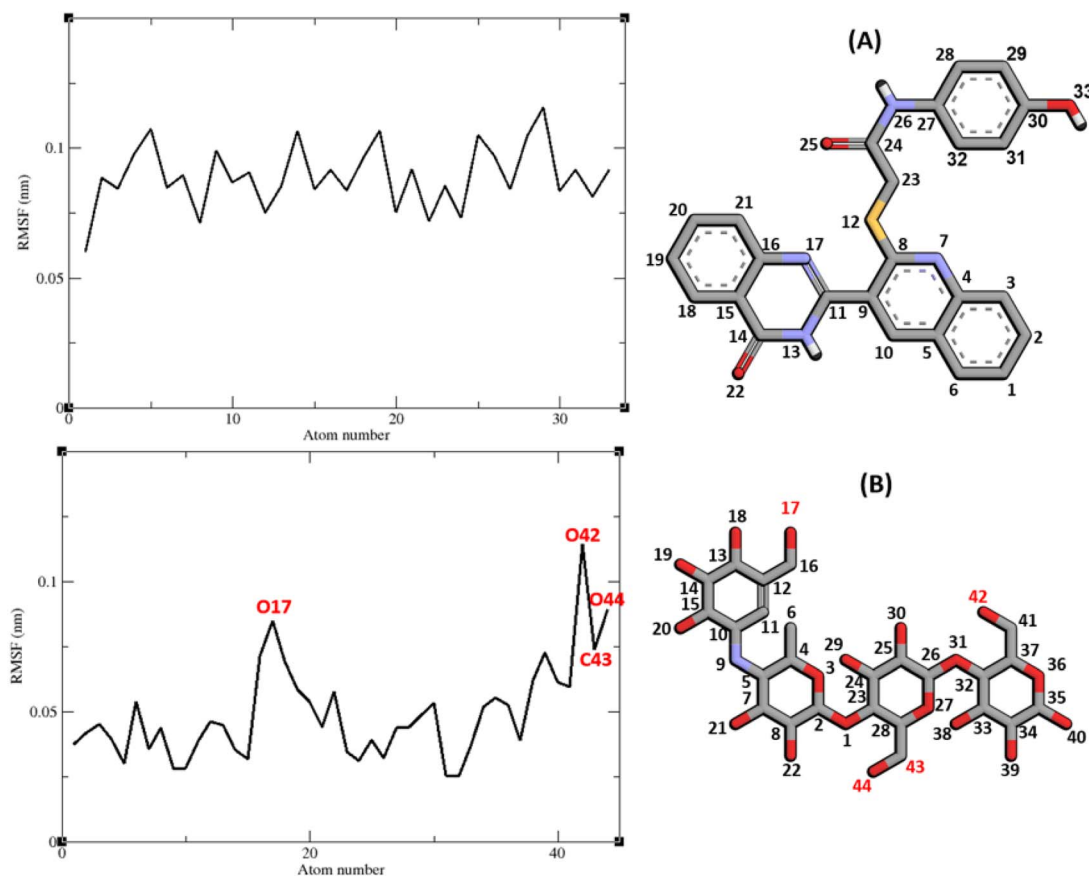 0.1
0.05
0
RMSF (nm)
0 10 20 30
Atom number
(A)
28 29
33
26 27 30
25 24
32 31
23
12
20 21
16 17 8 7
19 4 3
18 15 11 9 2
14 13 10 5
22 6 1
0.1
0.05
0
RMSF (nm)
0 20 40
Atom number
O17
O42
O44
C43
(B)
18 17
19 13 16
14 12
15
20 10 11 6 30 42 41
9 4 29 25 26 31 37
5 3 24 36
7 23 27 32 35
21 8 2 1 28 38 33 34 40
22 44 43 39